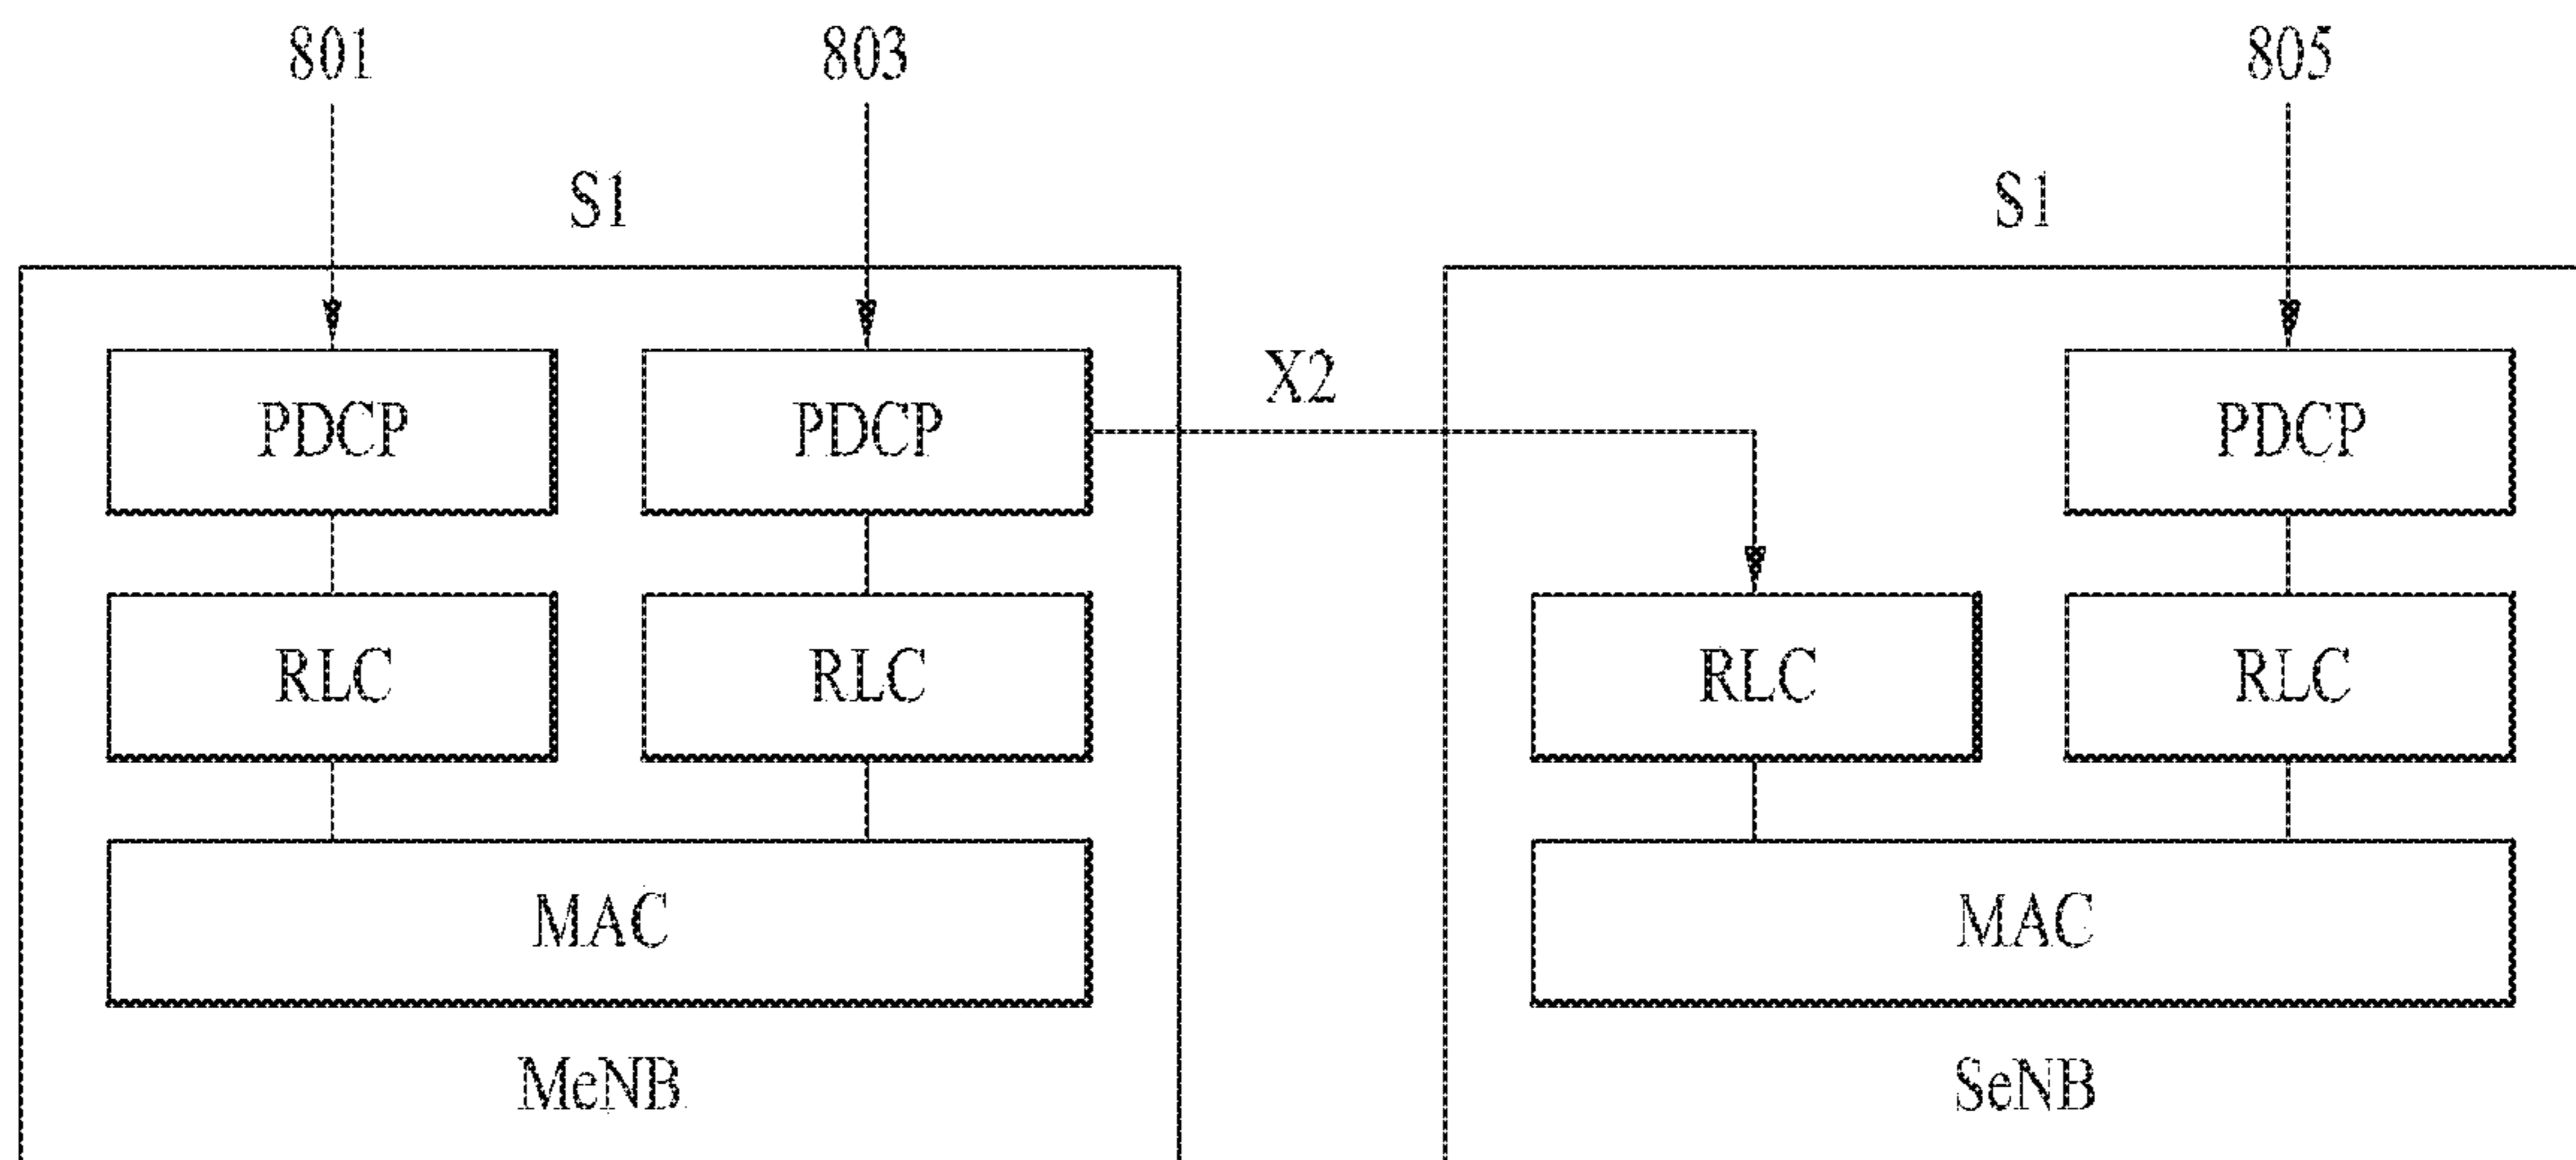 801 803 805
S1 S1
X2
PDCP PDCP PDCP
RLC RLC RLC RLC
MAC MAC
MeNB SeNB